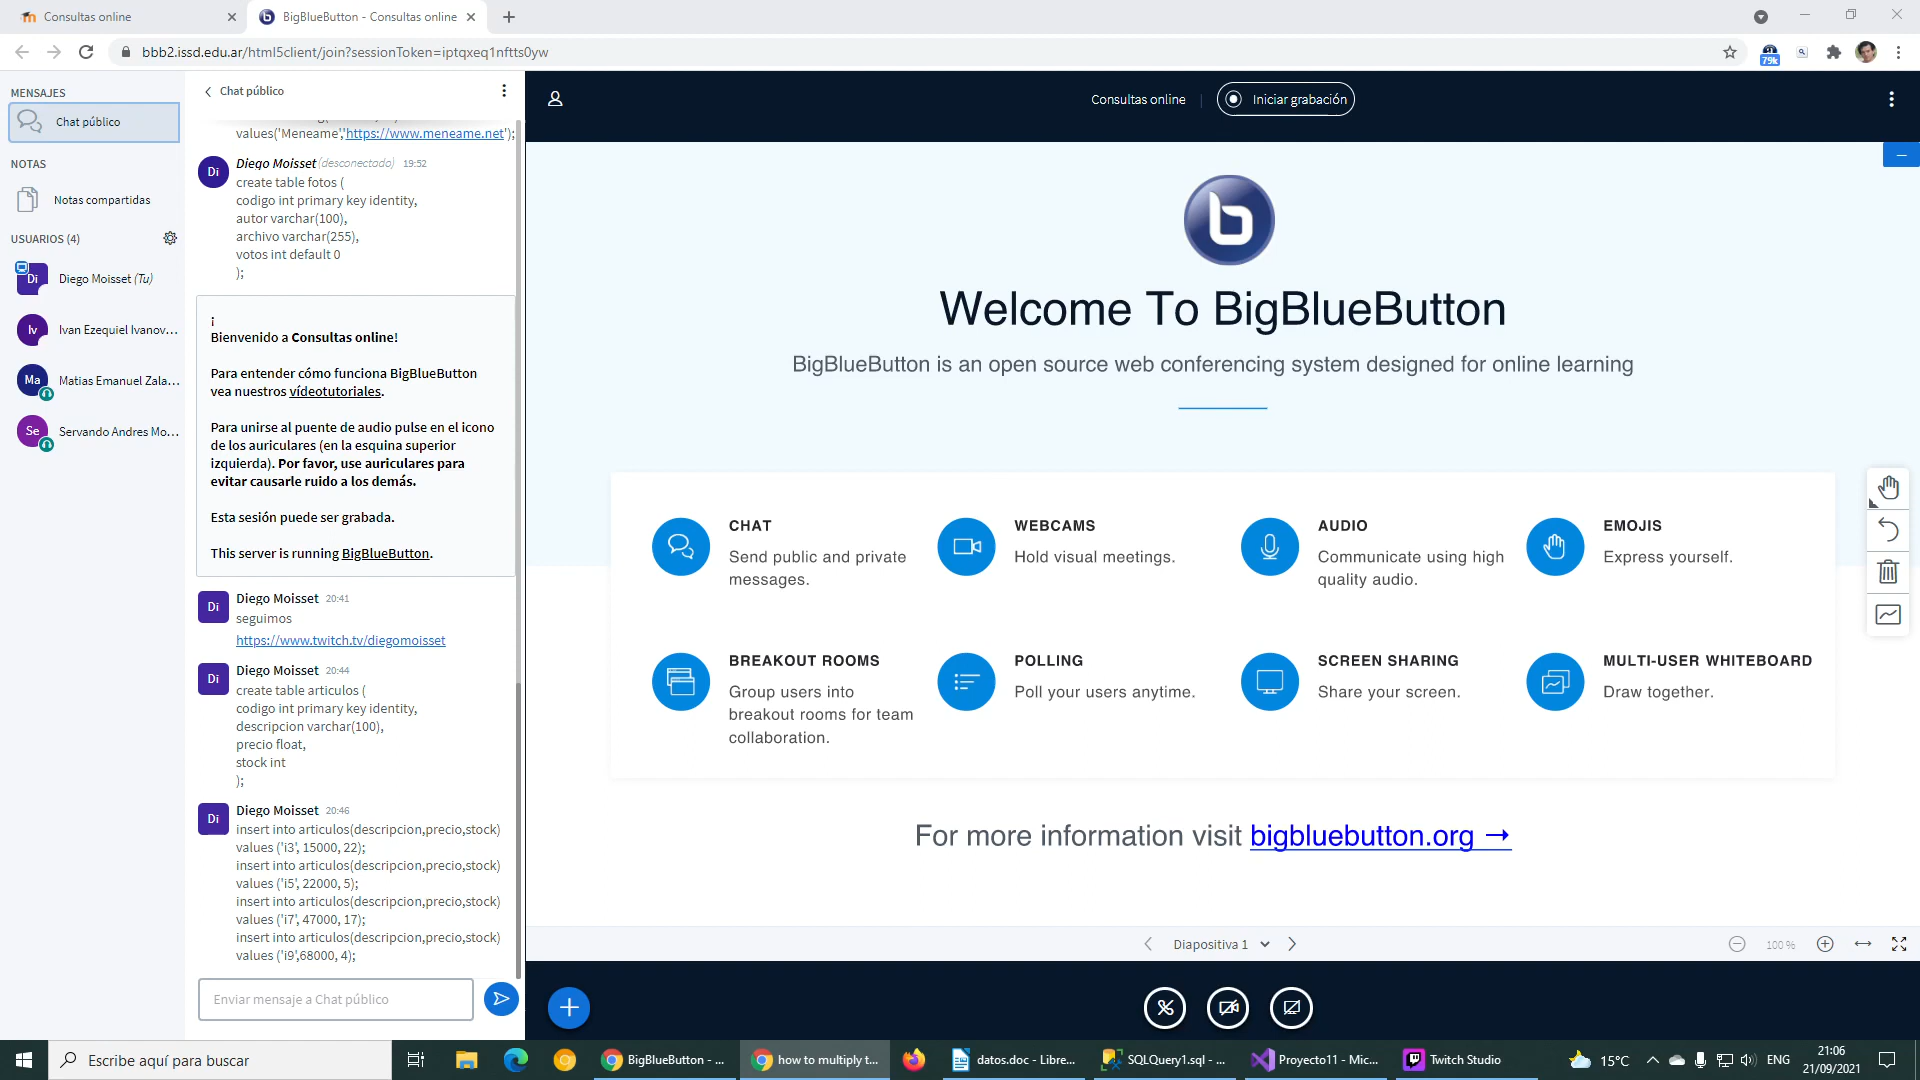 Consultas online
BigBlueButton - Consultas online
bbb2.issd.edu.ar/html5client/join?sessionToken=iptqxeq1nftts0yw
79k
MENSAJES
Chat público
NOTAS
Notas compartidas
USUARIOS (4)
Di
Diego Moisset (Tu)
Iv
Ivan Ezequiel Ivanov...
Ma
Matias Emanuel Zala...
Se
Servando Andres Mo...
Chat público
values('Meneame','https://www.meneame.net');
Di
Diego Moisset (desconectado) 19:52
create table fotos (
codigo int primary key identity,
autor varchar(100),
archivo varchar(255),
votos int default 0
);
¡
Bienvenido a Consultas online!
Para entender cómo funciona BigBlueButton
vea nuestros vídeotutoriales.
Para unirse al puente de audio pulse en el icono
de los auriculares (en la esquina superior
izquierda). Por favor, use auriculares para
evitar causarle ruido a los demás.
Esta sesión puede ser grabada.
This server is running BigBlueButton.
Di
Diego Moisset 20:41
seguimos
https://www.twitch.tv/diegomoisset
Di
Diego Moisset 20:44
create table articulos (
codigo int primary key identity,
descripcion varchar(100),
precio float,
stock int
);
Di
Diego Moisset 20:46
insert into articulos(descripcion,precio,stock)
values ('i3', 15000, 22);
insert into articulos(descripcion,precio,stock)
values ('i5', 22000, 5);
insert into articulos(descripcion,precio,stock)
values ('i7', 47000, 17);
insert into articulos(descripcion,precio,stock)
values ('i9',68000, 4);
Enviar mensaje a Chat público
Consultas online
Iniciar grabación
b
Welcome To BigBlueButton
BigBlueButton is an open source web conferencing system designed for online learning
CHAT
Send public and private
messages.
WEBCAMS
Hold visual meetings.
AUDIO
Communicate using high
quality audio.
EMOJIS
Express yourself.
BREAKOUT ROOMS
Group users into
breakout rooms for team
collaboration.
POLLING
Poll your users anytime.
SCREEN SHARING
Share your screen.
MULTI-USER WHITEBOARD
Draw together.
For more information visit bigbluebutton.org →
Diapositiva 1
100 %
Escribe aquí para buscar
BigBlueButton - ...
how to multiply t...
datos.doc - Libre...
SQLQuery1.sql - ...
Proyecto11 - Mic...
Twitch Studio
15°C
ENG
21:06
21/09/2021